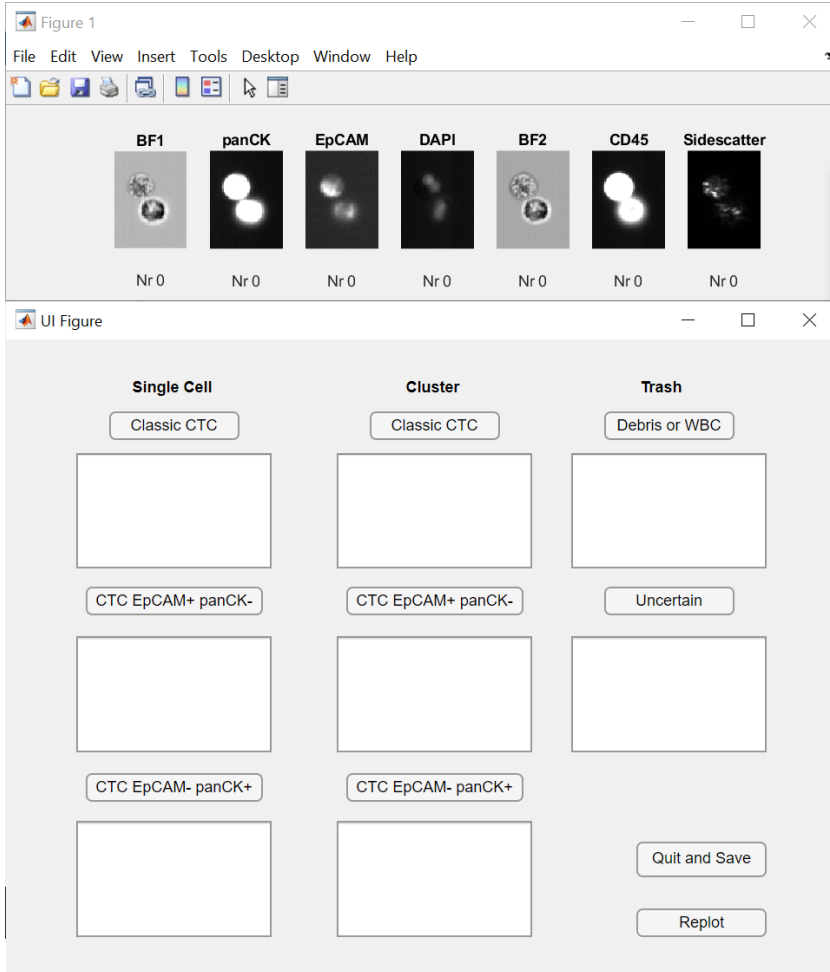 Figure 1
File Edit View Insert Tools Desktop Window Help
BF1 panCK EpCAM DAPI BF2 CD45 Sidescatter
Nr 0 Nr 0 Nr 0 Nr 0 Nr 0 Nr 0 Nr 0
UI Figure
Single Cell Cluster Trash
Classic CTC Classic CTC Debris or WBC
CTC EpCAM+ panCK- CTC EpCAM+ panCK- Uncertain
CTC EpCAM- panCK+ CTC EpCAM- panCK+
Quit and Save
Replot